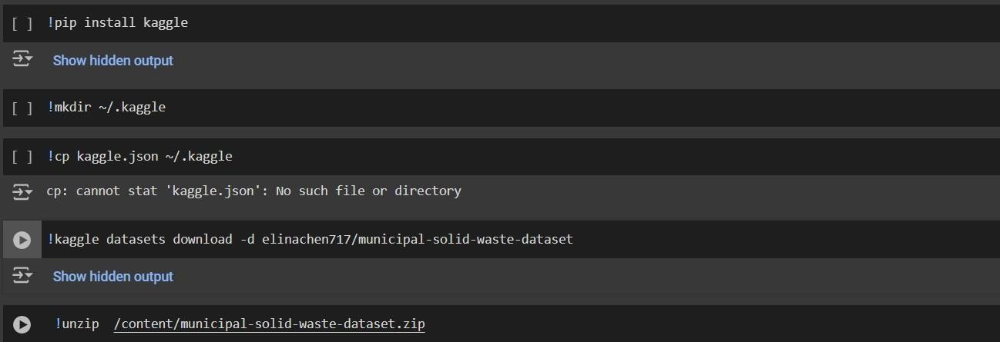 [ ] !pip install kaggle
Show hidden output
[ ] !mkdir ~/.kaggle
[ ] !cp kaggle.json ~/.kaggle
cp: cannot stat 'kaggle.json': No such file or directory
!kaggle datasets download -d elinachen717/municipal-solid-waste-dataset
Show hidden output
!unzip  /content/municipal-solid-waste-dataset.zip